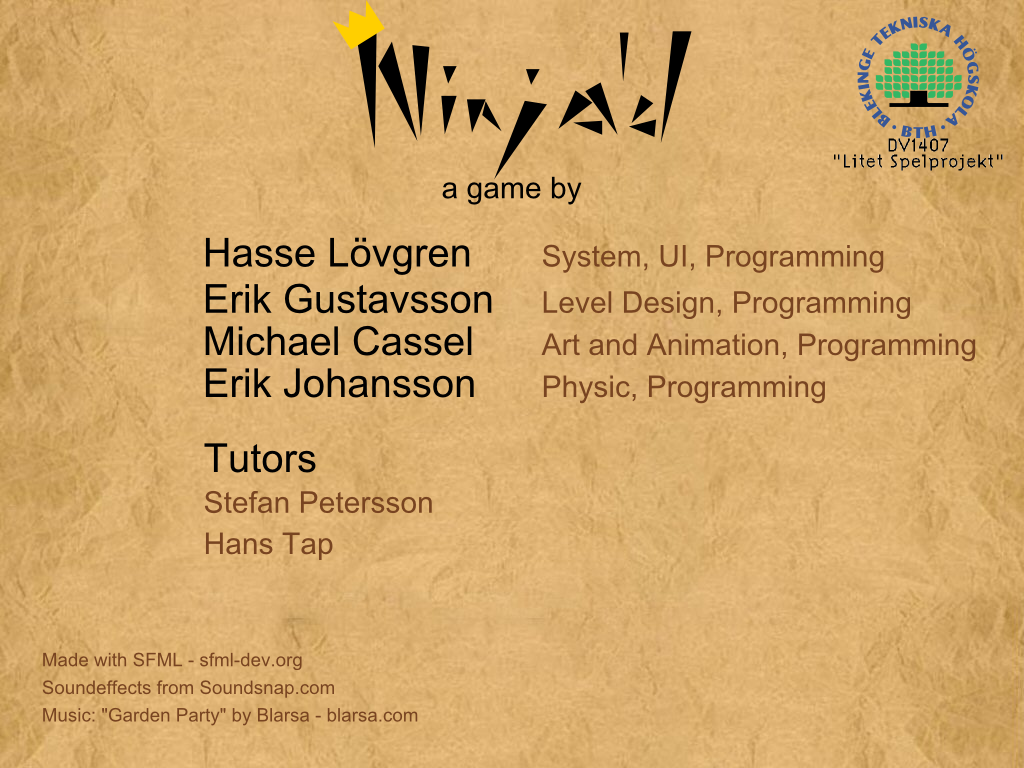 Ninja'd
BLEKINGE TEKNISKA HÖGSKOLA
· BTH ·
DV1407
"Litet Spelprojekt"
a game by
Hasse Lövgren System, UI, Programming
Erik Gustavsson Level Design, Programming
Michael Cassel Art and Animation, Programming
Erik Johansson Physic, Programming
Tutors
Stefan Petersson
Hans Tap
Made with SFML - sfml-dev.org
Soundeffects from Soundsnap.com
Music: "Garden Party" by Blarsa - blarsa.com